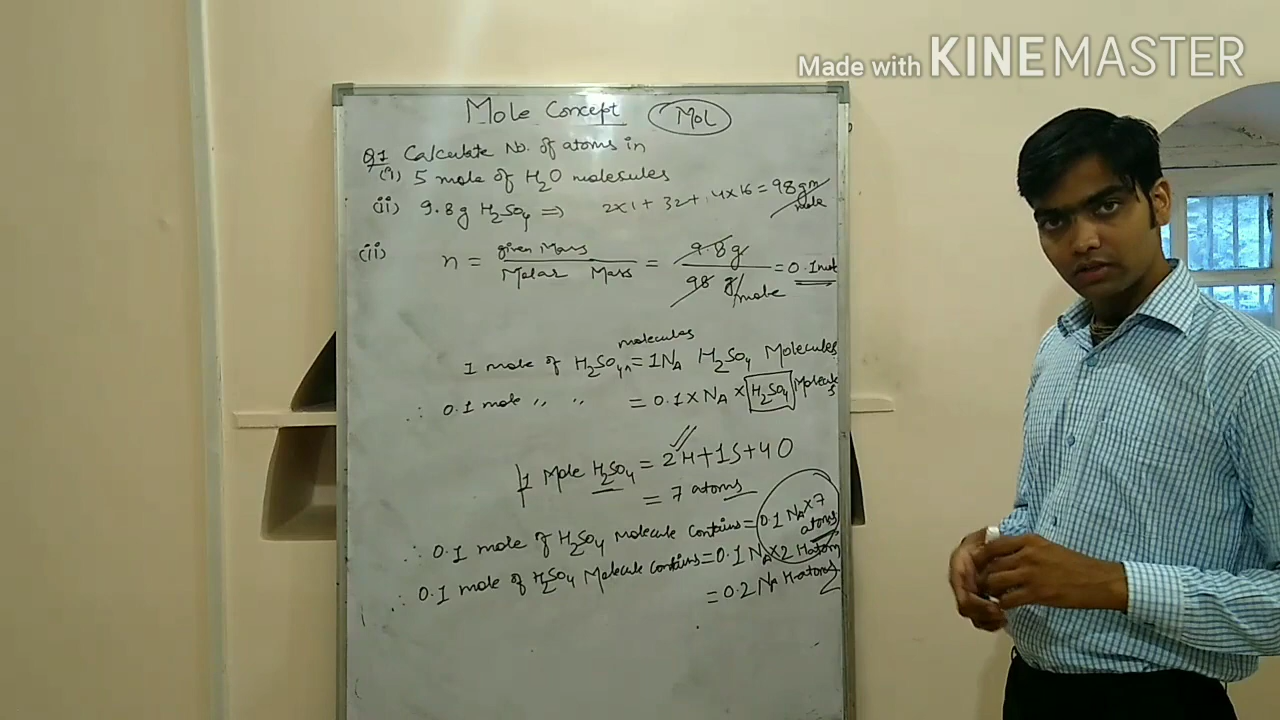 Made with KINEMASTER
Mole Concept MOL
Q1 Calculate No. of atoms in
(i) 5 mole of H₂O molecules
(ii) 9.8g H₂SO₄ ⇒ 2×1 + 32 + 4×16 = 98 gm/mole
(ii) n = given Mass / Molar Mass = 9.8 g / 98 g/mole = 0.1 mol
molecules
1 mole of H₂SO₄ ^ = 1NA H₂SO₄ Molecules
∴ 0.1 mole ,, ,, = 0.1 × NA × H₂SO₄ Molecules
1 Mole H₂SO₄ = 2H + 1S + 4O
= 7 atoms
∴ 0.1 mole of H₂SO₄ molecule contains = 0.1 NA×7 atoms
∴ 0.1 mole of H₂SO₄ Molecule contains = 0.1 NA×2 H atom
= 0.2 NA H-atoms